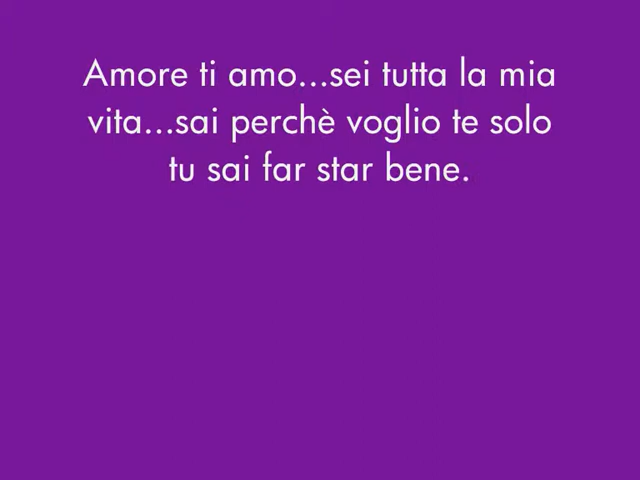 Amore ti amo...sei tutta la mia
vita...sai perchè voglio te solo
tu sai far star bene.